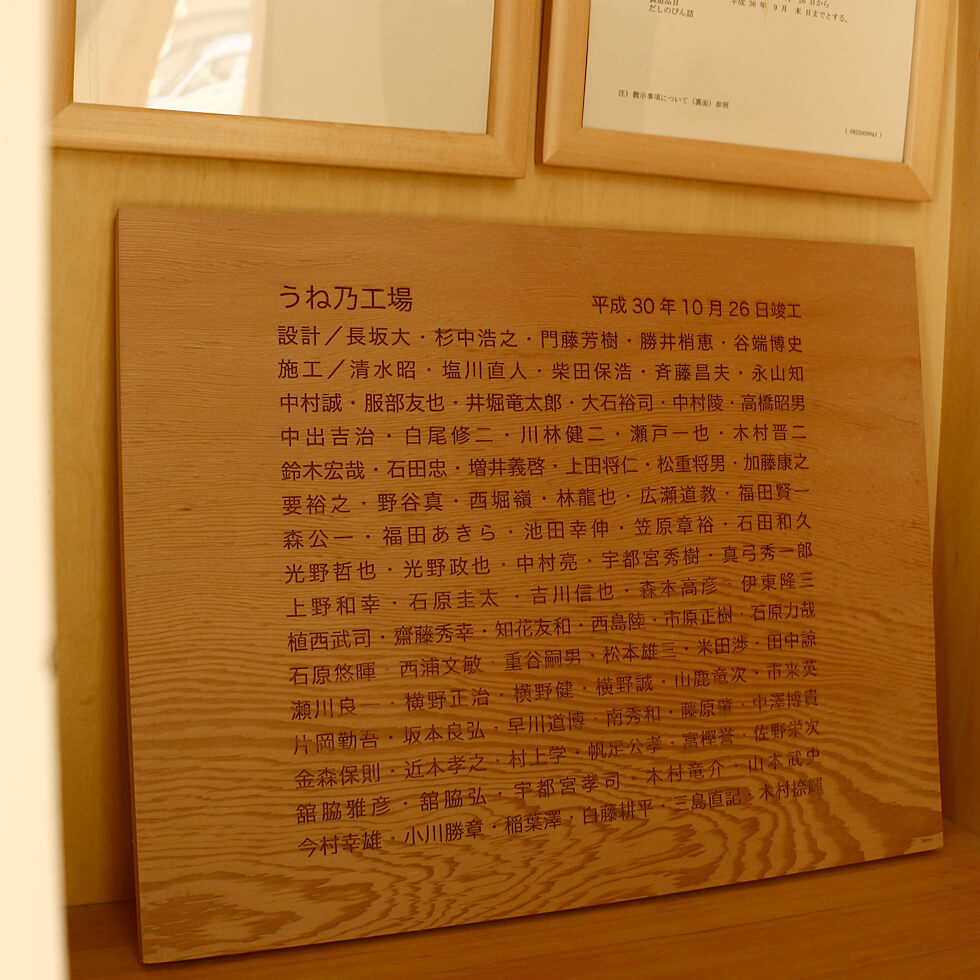 日から
だしのびん詰
平成 36 年 9 月 末 日までとする。
注）教示事項について（裏面）参照
うね乃工場
平成 30 年 10 月 26 日竣工
設計／長坂大・杉中浩之・門藤芳樹・勝井梢恵・谷端博史
施工／清水昭・塩川直人・柴田保浩・斉藤昌夫・永山知
中村誠・服部友也・井堀竜太郎・大石裕司・中村陵・高橋昭男
中出吉治・白尾修二・川林健二・瀬戸一也・木村晋二
鈴木宏哉・石田忠・増井義啓・上田将仁・松重将男・加藤康之
要裕之・野谷真・西堀嶺・林龍也・広瀬道教・福田賢一
森公一・福田あきら・池田幸伸・笠原章裕・石田和久
光野哲也・光野政也・中村亮・宇都宮秀樹・真弓秀一郎
上野和幸・石原圭太・吉川信也・森本高彦・伊東隆三
植西武司・齋藤秀幸・知花友和・西島陸・市原正樹・石原力哉
石原悠暉・西浦文敏・重谷嗣男・松本雄三・米田渉・田中諒
瀬川良一・横野正治・横野健・横野誠・山鹿竜次・市来英
片岡勤吾・坂本良弘・早川道博・南秀和・藤原肇・中澤博貴
金森保則・近本孝之・村上学・帆足公孝・富樫誉・佐野栄次
舘脇雅彦・舘脇弘・宇都宮孝司・木村竜介・山本武史
今村幸雄・小川勝章・稲葉澤・白藤耕平・三島直記・木村